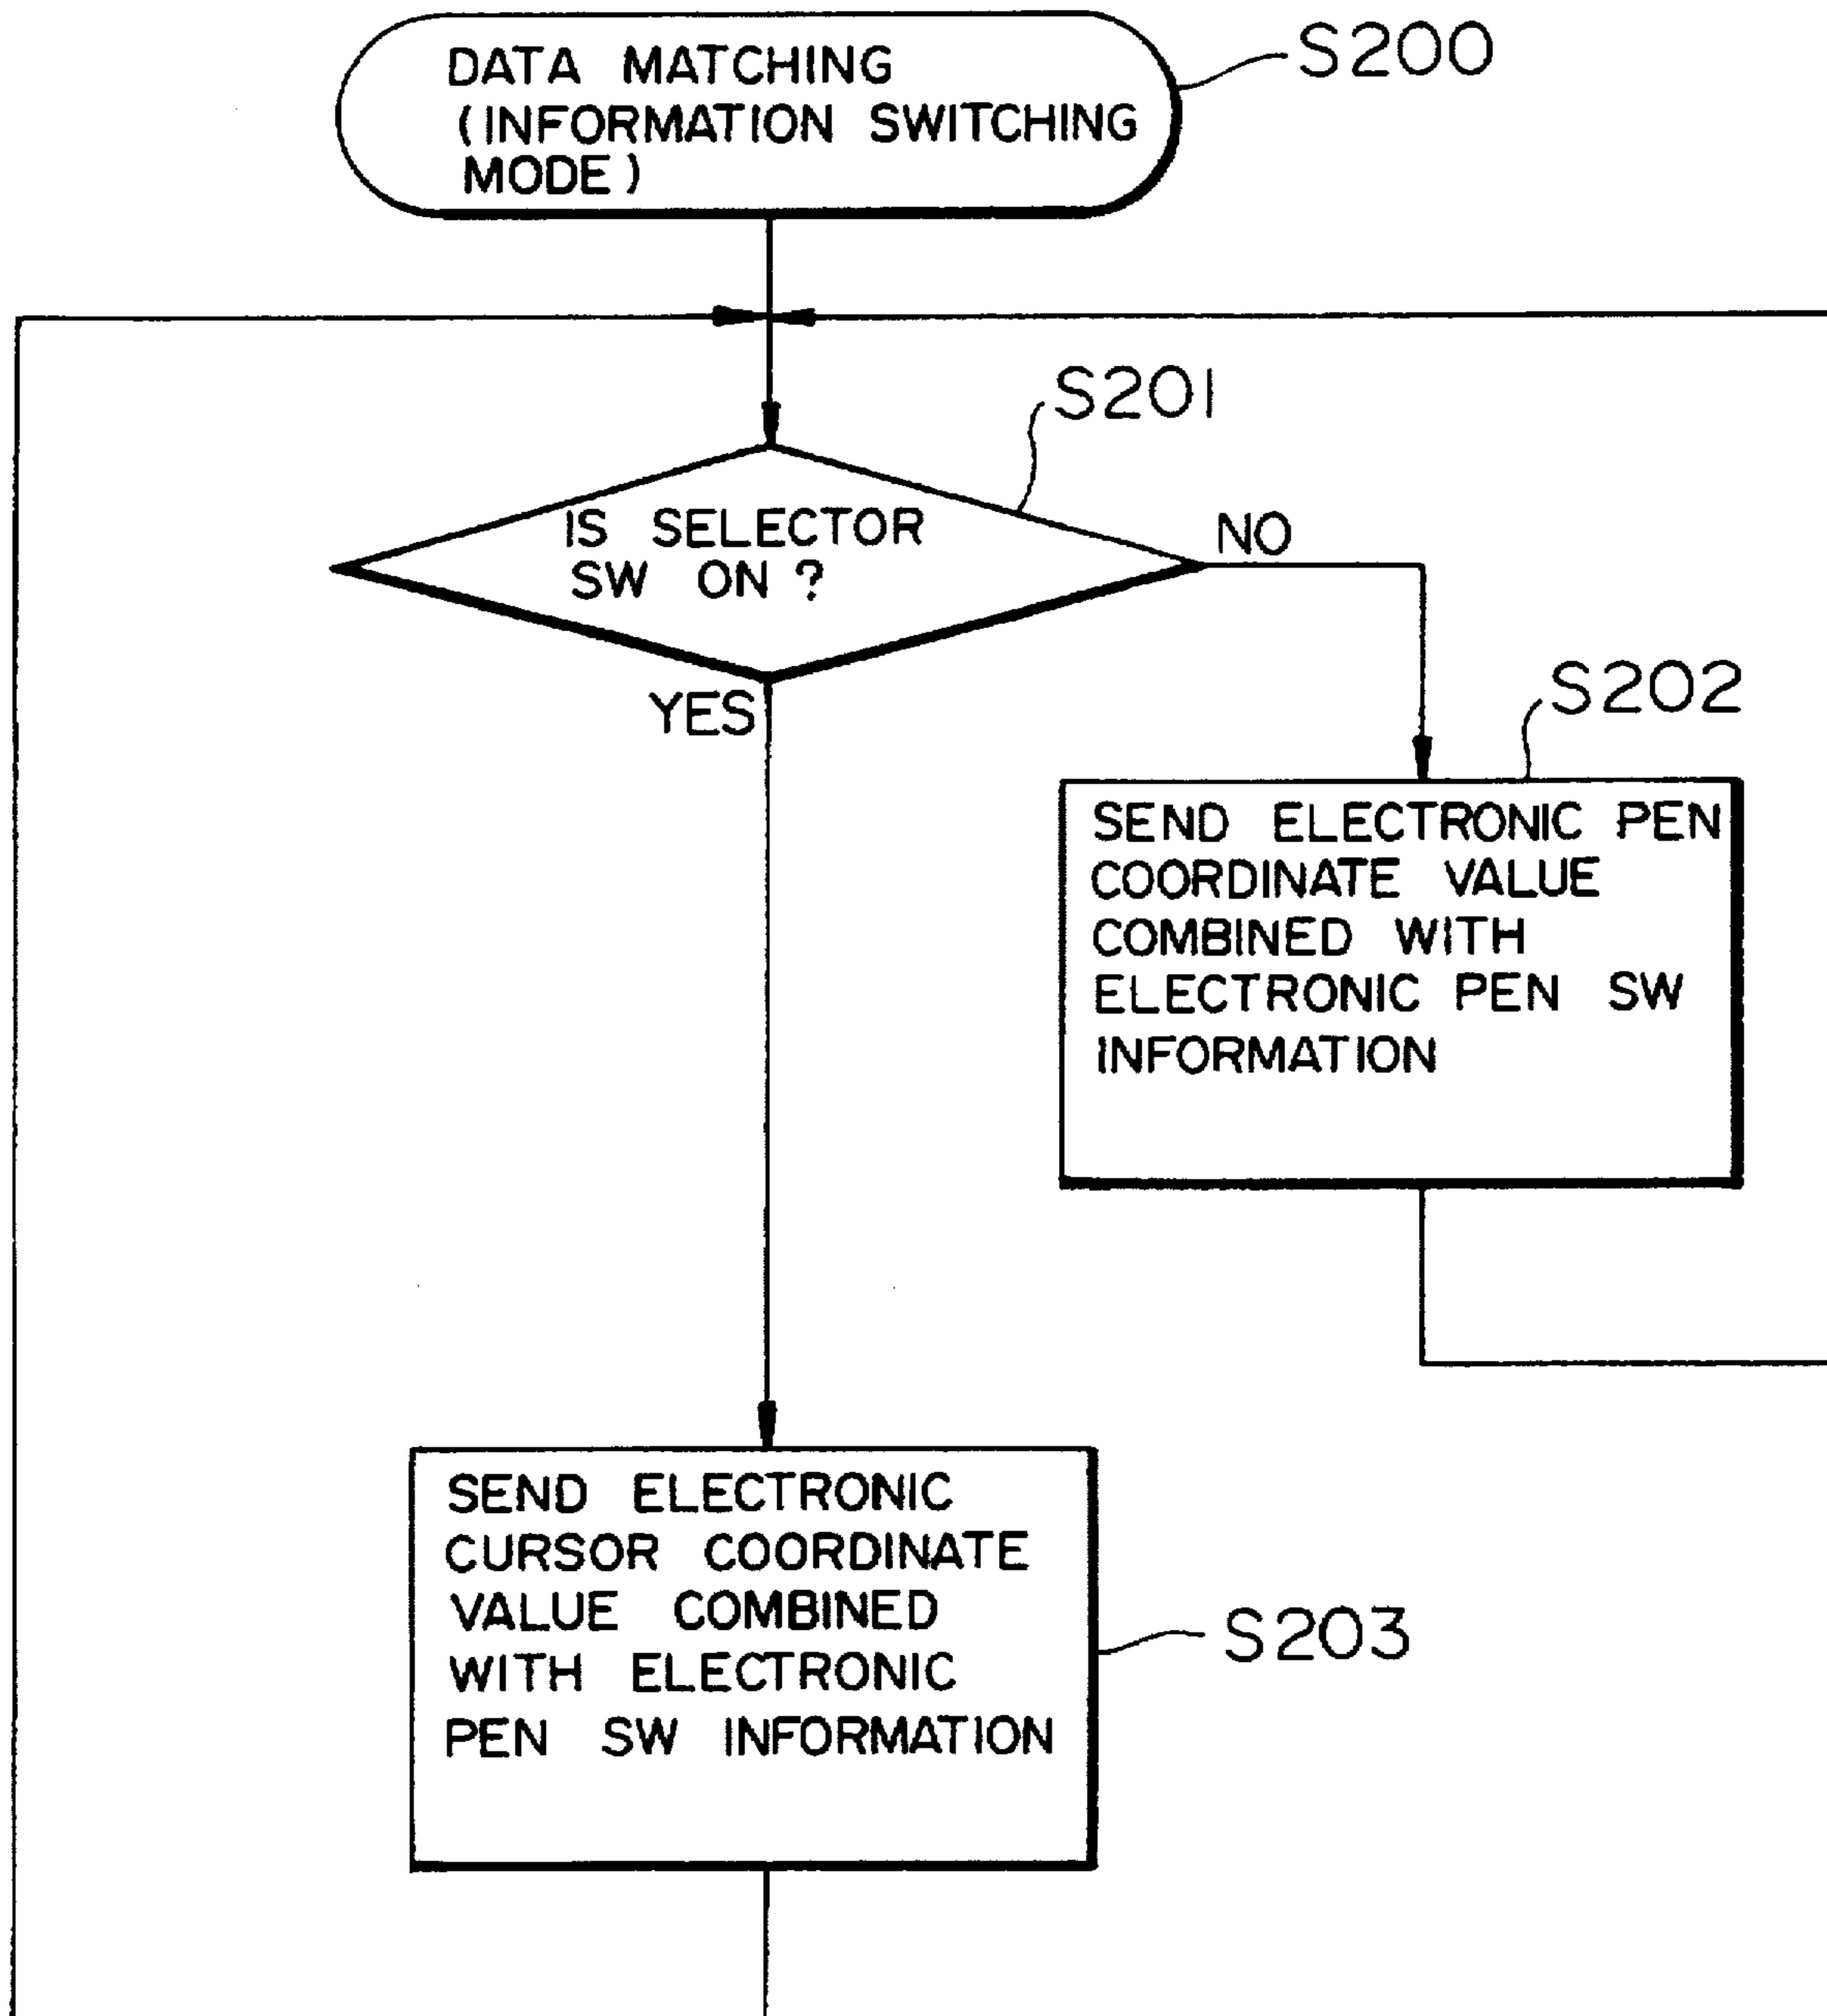 DATA MATCHING
(INFORMATION SWITCHING
MODE)
S200
S201
IS SELECTOR
SW ON?
NO
YES
S202
SEND ELECTRONIC PEN
COORDINATE VALUE
COMBINED WITH
ELECTRONIC PEN SW
INFORMATION
SEND ELECTRONIC
CURSOR COORDINATE
VALUE COMBINED
WITH ELECTRONIC
PEN SW INFORMATION
S203